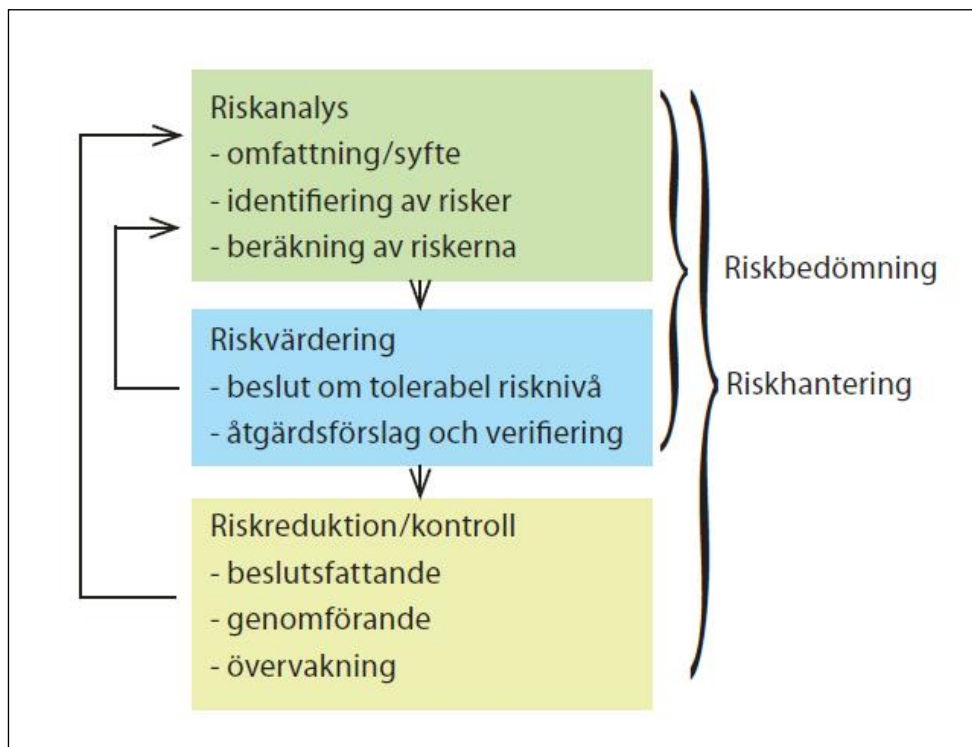 Riskanalys
- omfattning/syfte
- identifiering av risker
- beräkning av riskerna
Riskvärdering
- beslut om tolerabel risknivå
- åtgärdsförslag och verifiering
Riskreduktion/kontroll
- beslutsfattande
- genomförande
- övervakning
Riskbedömning
Riskhantering